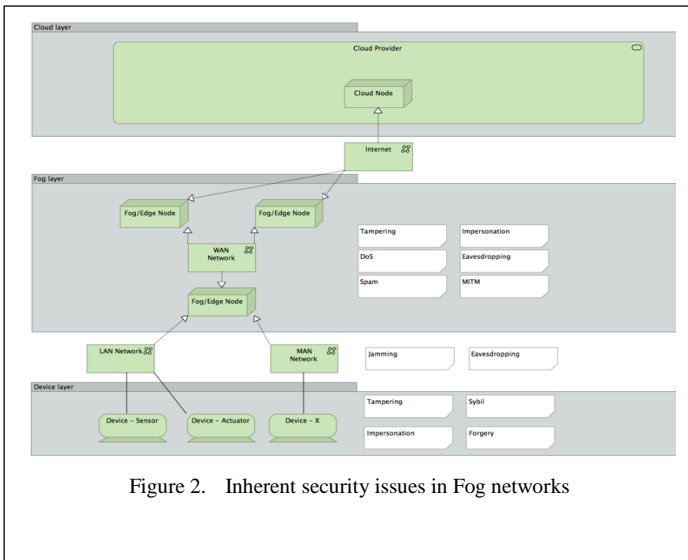 Cloud layer
Cloud Provider
Cloud Node
Internet
Fog layer
Fog/Edge Node
Fog/Edge Node
WAN
Network
Fog/Edge Node
Tampering
Impersonation
DoS
Eavesdropping
Spam
MITM
LAN Network
MAN
Network
Jamming
Eavesdropping
Device layer
Device - Sensor
Device - Actuator
Device - X
Tampering
Sybil
Impersonation
Forgery
Figure 2. Inherent security issues in Fog networks